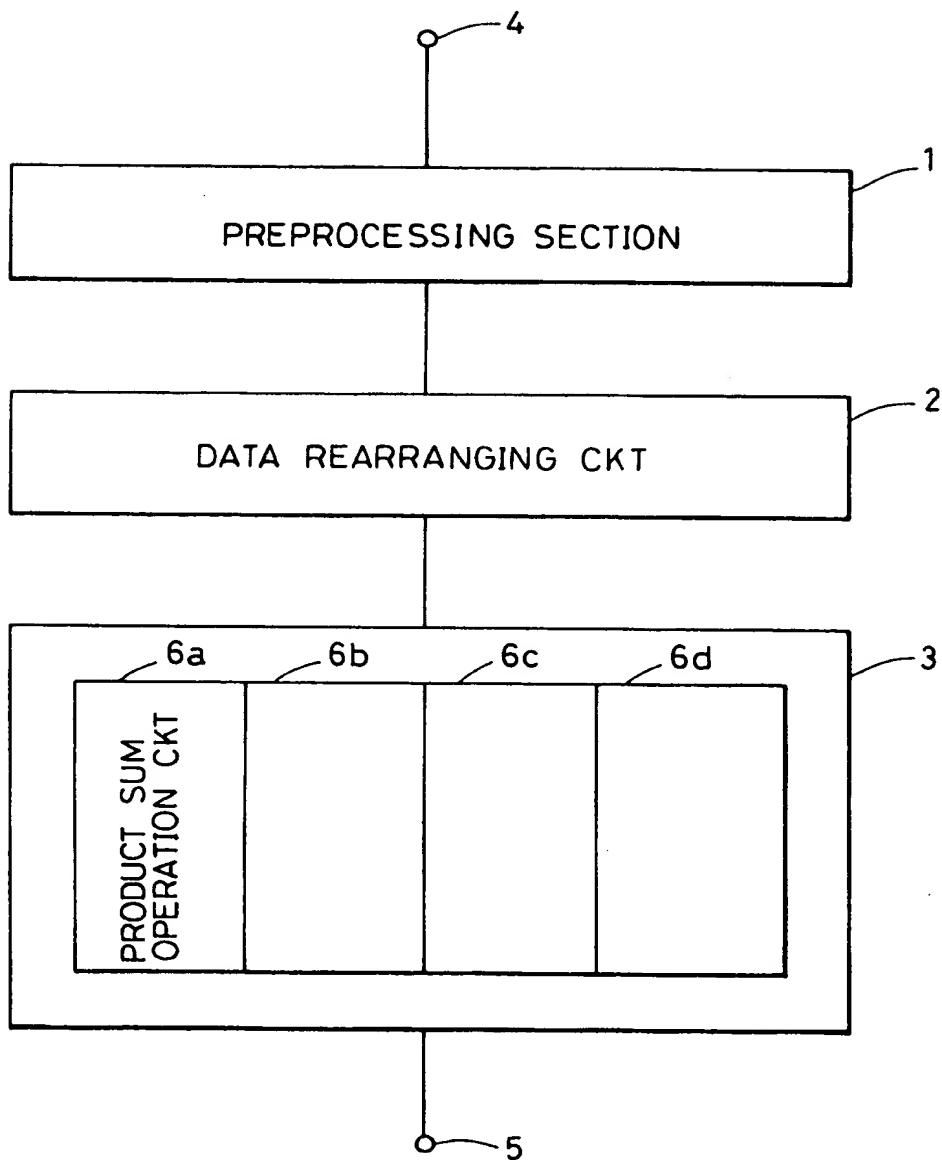 4
1
PREPROCESSING SECTION
2
DATA REARRANGING CKT
3
6a
6b
6c
6d
PRODUCT SUM
OPERATION CKT
5